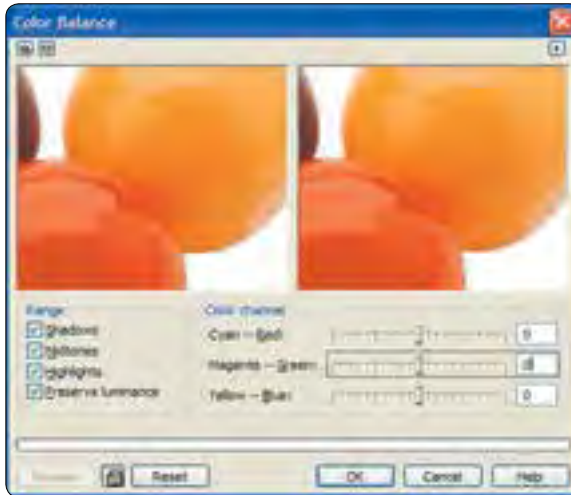 Color Balance
Range
Shadows
Midtones
Highlights
Preserve luminance
Color channel
Cyan -- Red: 0
Magenta -- Green:
Yellow -- Blue: 0
Preview Reset OK Cancel Help